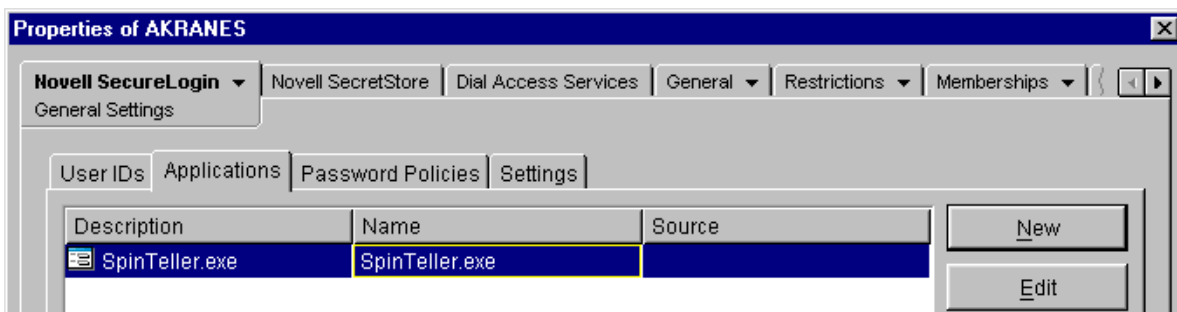 Properties of AKRANES
Novell SecureLogin Novell SecretStore Dial Access Services General Restrictions Memberships
General Settings
User IDs Applications Password Policies Settings
Description Name Source New
SpinTeller.exe SpinTeller.exe
Edit